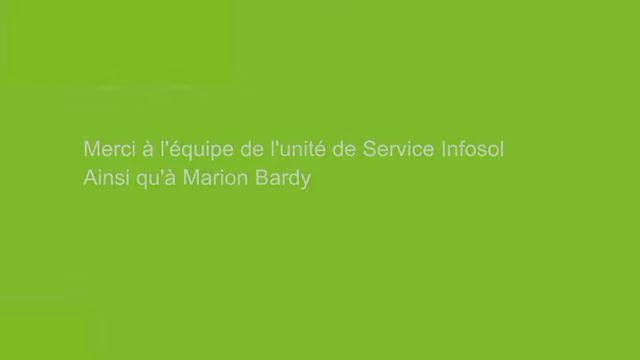 Merci à l'équipe de l'unité de Service Infosol
Ainsi qu'à Marion Bardy